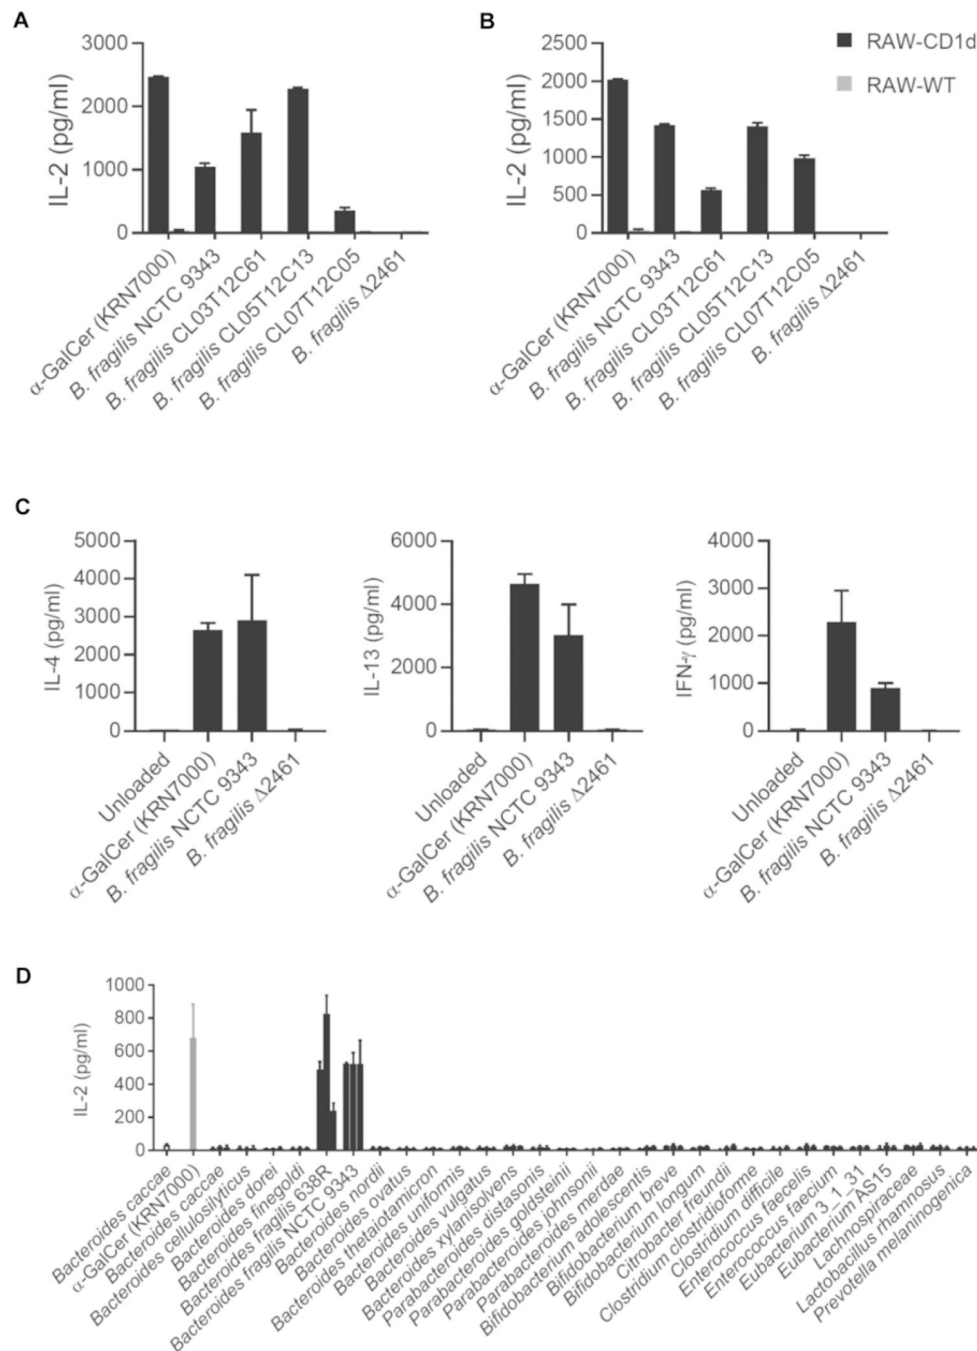 A
IL-2 (pg/ml)
3000
2000
1000
0
α-GalCer (KRN7000)
B. fragilis NCTC 9343
B. fragilis CL03T12C61
B. fragilis CL05T12C13
B. fragilis CL07T12C05
B. fragilis Δ2461
B
IL-2 (pg/ml)
2500
2000
1500
1000
500
0
α-GalCer (KRN7000)
B. fragilis NCTC 9343
B. fragilis CL03T12C61
B. fragilis CL05T12C13
B. fragilis CL07T12C05
B. fragilis Δ2461
RAW-CD1d
RAW-WT
C
IL-4 (pg/ml)
5000
4000
3000
2000
1000
0
Unloaded
α-GalCer (KRN7000)
B. fragilis NCTC 9343
B. fragilis Δ2461
IL-13 (pg/ml)
6000
4000
2000
0
Unloaded
α-GalCer (KRN7000)
B. fragilis NCTC 9343
B. fragilis Δ2461
IFN-γ (pg/ml)
4000
3000
2000
1000
0
Unloaded
α-GalCer (KRN7000)
B. fragilis NCTC 9343
B. fragilis Δ2461
D
IL-2 (pg/ml)
1000
800
600
400
200
0
Bacteroides caccae
α-GalCer (KRN7000)
Bacteroides caccae
Bacteroides cellulosilyticus
Bacteroides dorei
Bacteroides finegoldi
Bacteroides fragilis 638R
Bacteroides fragilis NCTC 9343
Bacteroides nordii
Bacteroides ovatus
Bacteroides thetaiotamicron
Bacteroides uniformis
Bacteroides vulgatus
Bacteroides xylanisolvens
Parabacteroides distasonis
Parabacteroides goldsteinii
Parabacteroides johnsonii
Parabacteroides merdae
Bifidobacterium adolescentis
Bifidobacterium breve
Bifidobacterium longum
Citrobacter freundii
Clostridium clostridioforme
Clostridium difficile
Enterococcus faecelis
Enterococcus faecium
Eubacterium 3_1_31
Eubacterium AS15
Lachnospiraceae
Lactobacillus rhamnosus
Prevotella melaninogenica